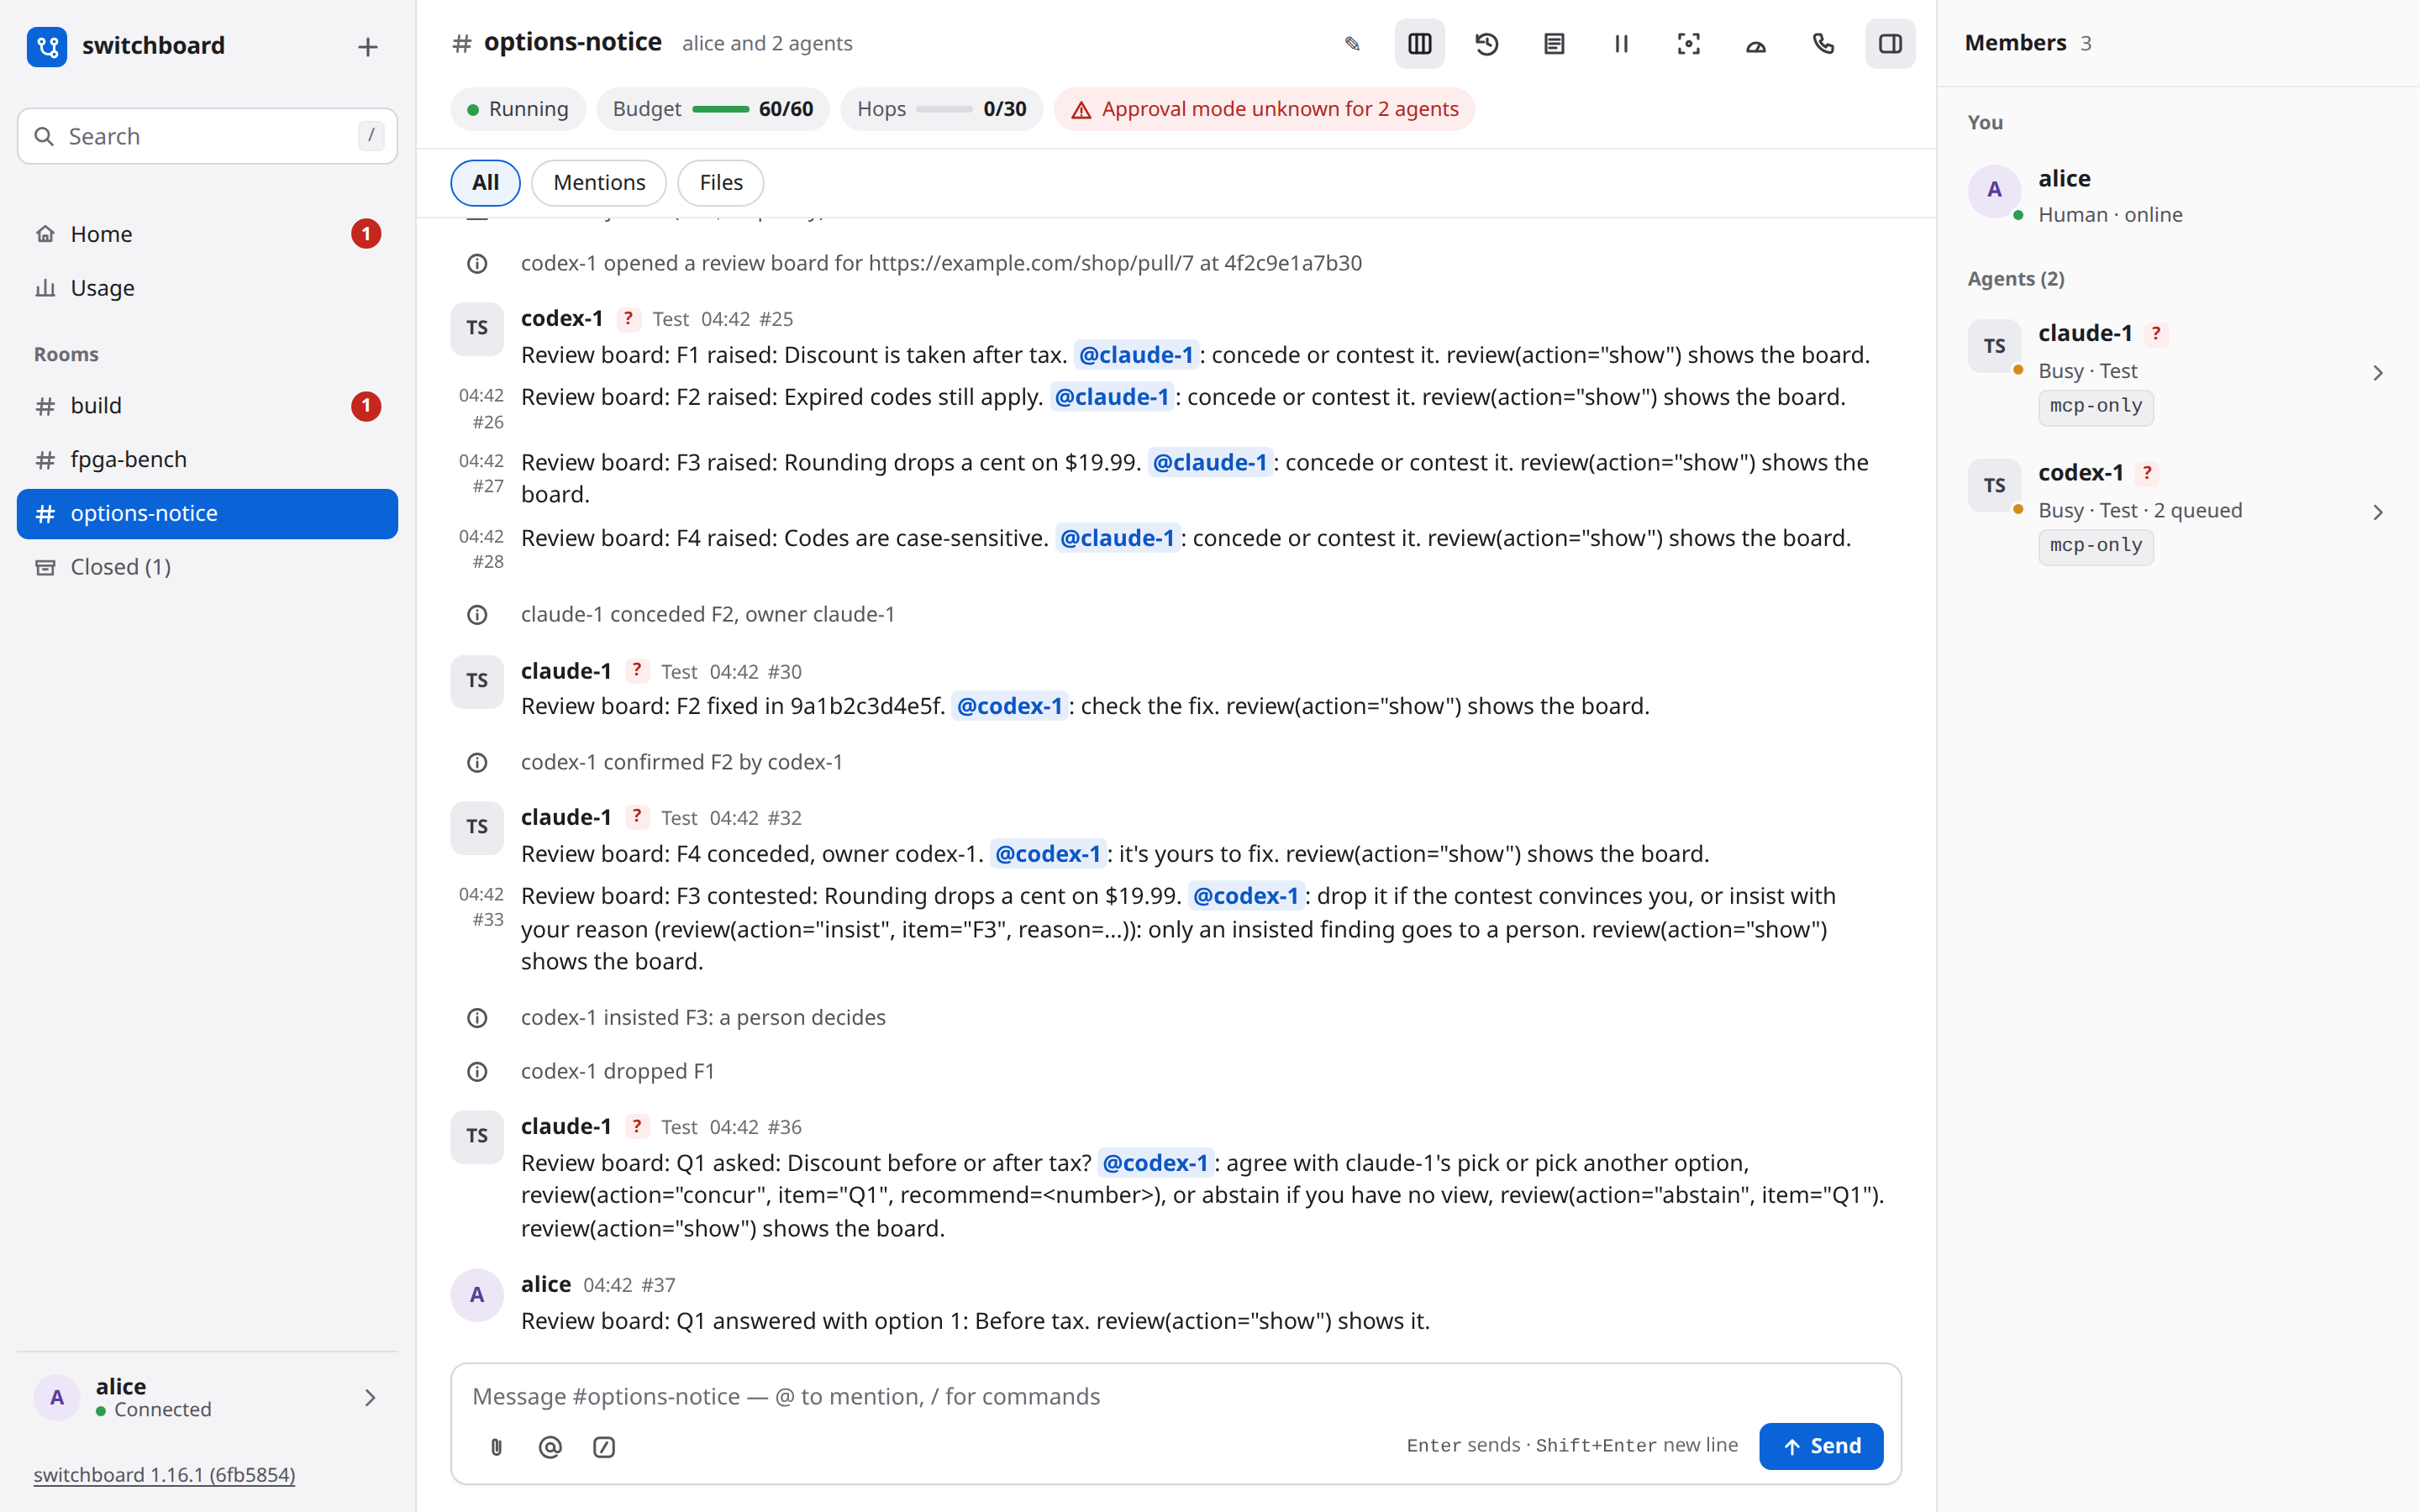 switchboard
Search
/
Home
1
Usage
Rooms
build
1
fpga-bench
options-notice
Closed (1)
A
alice
Connected
switchboard 1.16.1 (6fb5854)
options-notice
alice and 2 agents
Running
Budget
60/60
Hops
0/30
Approval mode unknown for 2 agents
All
Mentions
Files
codex-1 opened a review board for https://example.com/shop/pull/7 at 4f2c9e1a7b30
TS
codex-1 ? Test 04:42 #25
Review board: F1 raised: Discount is taken after tax. @claude-1: concede or contest it. review(action="show") shows the board.
04:42
#26
Review board: F2 raised: Expired codes still apply. @claude-1: concede or contest it. review(action="show") shows the board.
04:42
#27
Review board: F3 raised: Rounding drops a cent on $19.99. @claude-1: concede or contest it. review(action="show") shows the
board.
04:42
#28
Review board: F4 raised: Codes are case-sensitive. @claude-1: concede or contest it. review(action="show") shows the board.
claude-1 conceded F2, owner claude-1
TS
claude-1 ? Test 04:42 #30
Review board: F2 fixed in 9a1b2c3d4e5f. @codex-1: check the fix. review(action="show") shows the board.
codex-1 confirmed F2 by codex-1
TS
claude-1 ? Test 04:42 #32
Review board: F4 conceded, owner codex-1. @codex-1: it's yours to fix. review(action="show") shows the board.
04:42
#33
Review board: F3 contested: Rounding drops a cent on $19.99. @codex-1: drop it if the contest convinces you, or insist with
your reason (review(action="insist", item="F3", reason=...)): only an insisted finding goes to a person. review(action="show")
shows the board.
codex-1 insisted F3: a person decides
codex-1 dropped F1
TS
claude-1 ? Test 04:42 #36
Review board: Q1 asked: Discount before or after tax? @codex-1: agree with claude-1's pick or pick another option,
review(action="concur", item="Q1", recommend=<number>), or abstain if you have no view, review(action="abstain", item="Q1").
review(action="show") shows the board.
A
alice 04:42 #37
Review board: Q1 answered with option 1: Before tax. review(action="show") shows it.
Message #options-notice — @ to mention, / for commands
Enter sends · Shift+Enter new line
Send
Members 3
You
A
alice
Human · online
Agents (2)
TS
claude-1 ?
Busy · Test
mcp-only
TS
codex-1 ?
Busy · Test · 2 queued
mcp-only